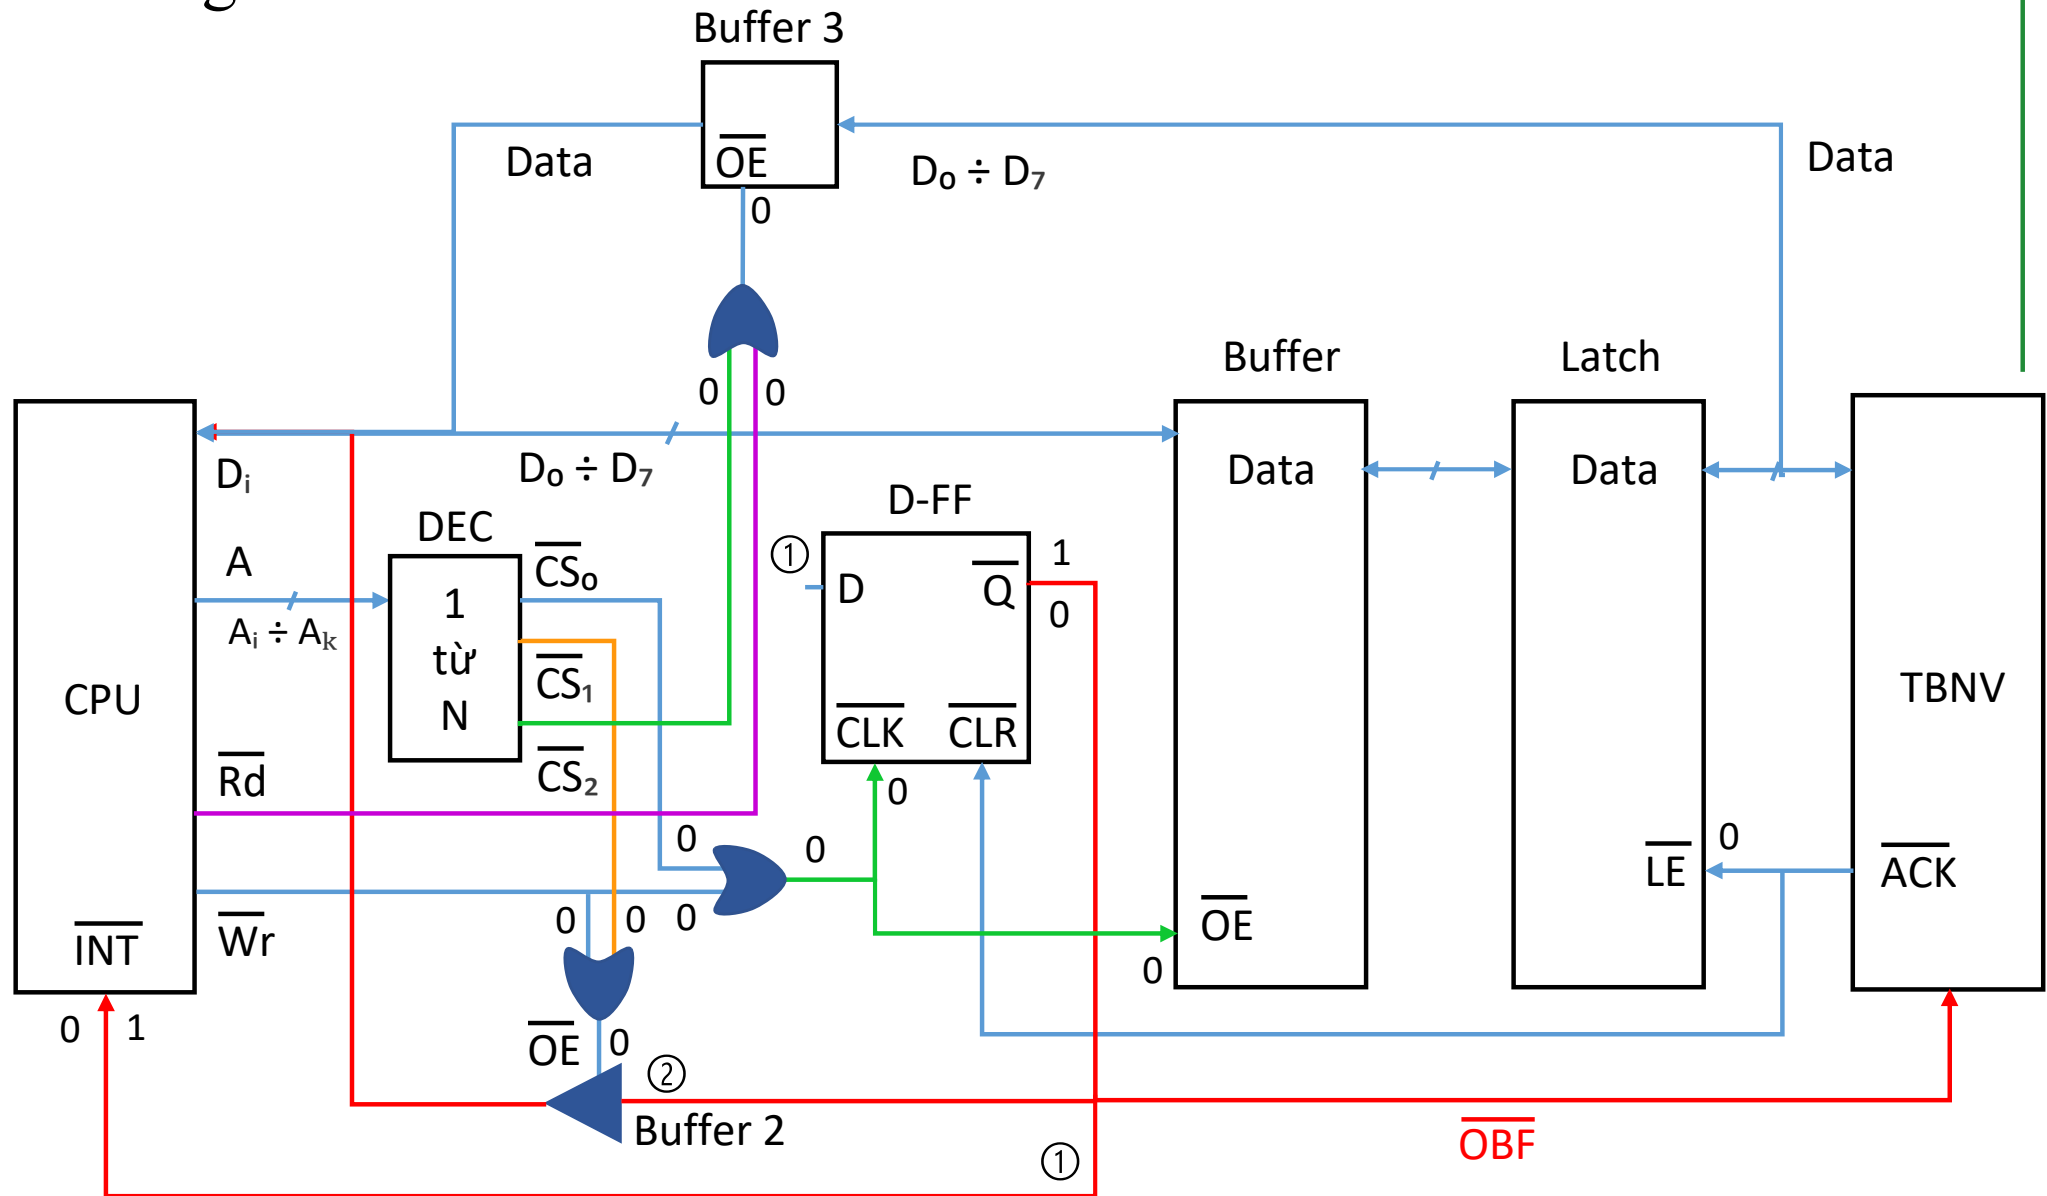 Buffer 3
Data
OE
D₀ ÷ D₇
Data
0
0 0
Buffer
Latch
Dᵢ
D₀ ÷ D₇
Data
Data
D-FF
DEC
CS₀
①
D
Q
1
0
A
Aᵢ ÷ Aₖ
1
từ
N
CS₁
CPU
TBNV
CLK
CLR
Rd
CS₂
0
0
0
0
LE
ACK
0 0 0
OE
INT
Wr
0
0 1
OE
0
②
Buffer 2
OBF
①